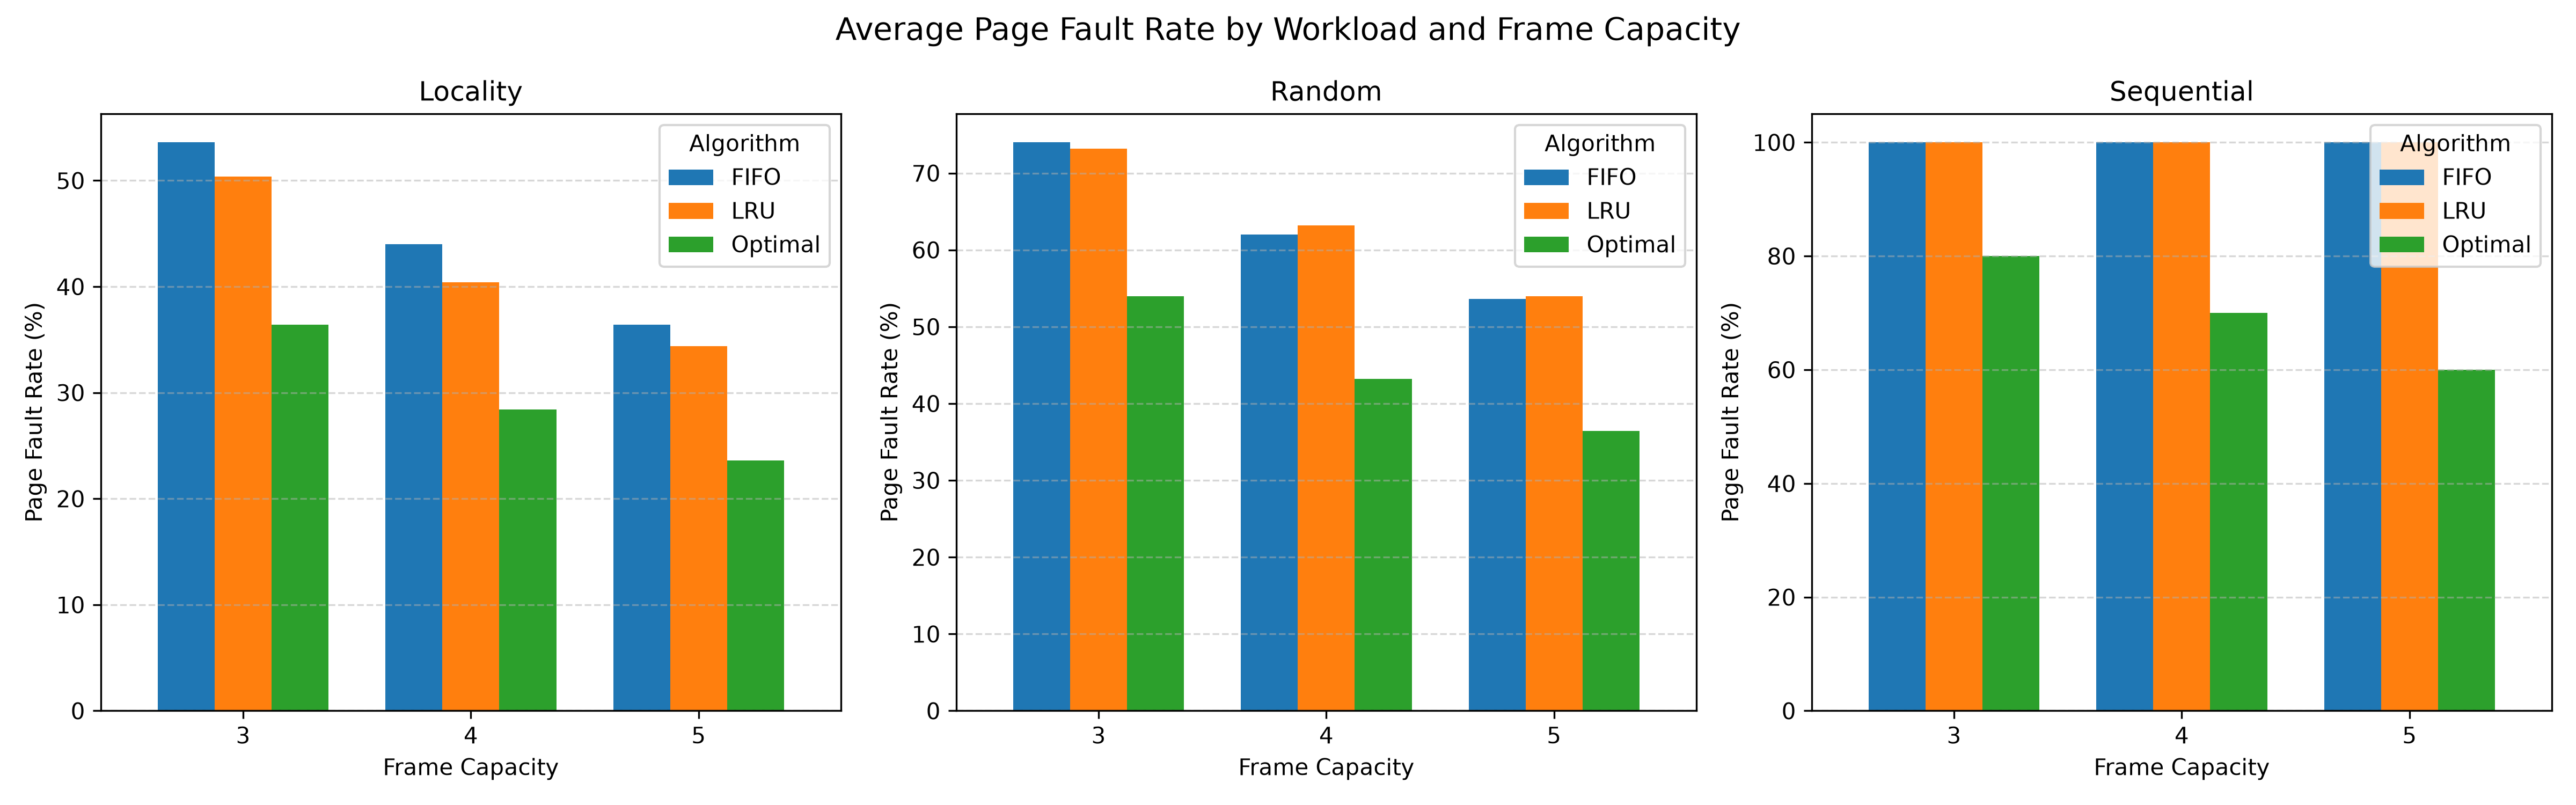 Average Page Fault Rate by Workload and Frame Capacity
Locality
Page Fault Rate (%)
50
40
30
20
10
0
3 4 5
Frame Capacity
Algorithm
FIFO
LRU
Optimal
Random
Page Fault Rate (%)
70
60
50
40
30
20
10
0
3 4 5
Frame Capacity
Algorithm
FIFO
LRU
Optimal
Sequential
Page Fault Rate (%)
100
80
60
40
20
0
3 4 5
Frame Capacity
Algorithm
FIFO
LRU
Optimal